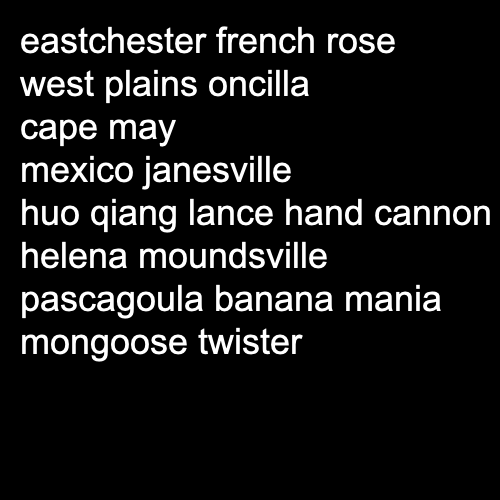 eastchester french rose
west plains oncilla
cape may
mexico janesville
huo qiang lance hand cannon
helena moundsville
pascagoula banana mania
mongoose twister